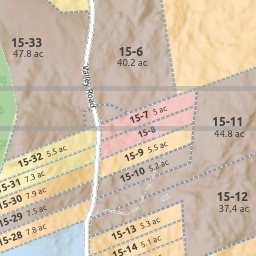 15-33
47.8 ac
15-6
40.2 ac
Valley Road
15-7 5 ac
15-8
15-9 5.5 ac
15-10 5.2 ac
15-11
44.8 ac
15-32 5.5 ac
15-31 7.3 ac
15-30 7.9 ac
15-29 7.5 ac
15-28 7.8 ac
15-12
37.4 ac
15-13 5.3 ac
15-14 5.1 ac